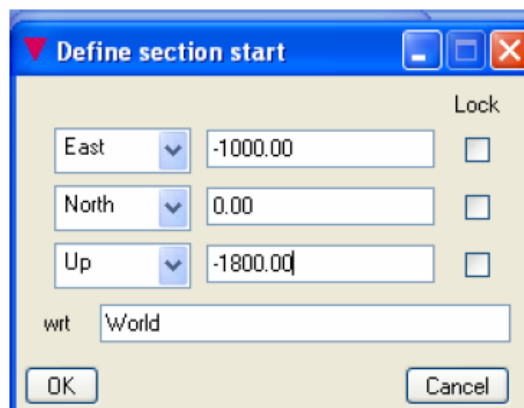 Define section start
Lock
East -1000.00
North 0.00
Up -1800.00
wrt World
OK Cancel